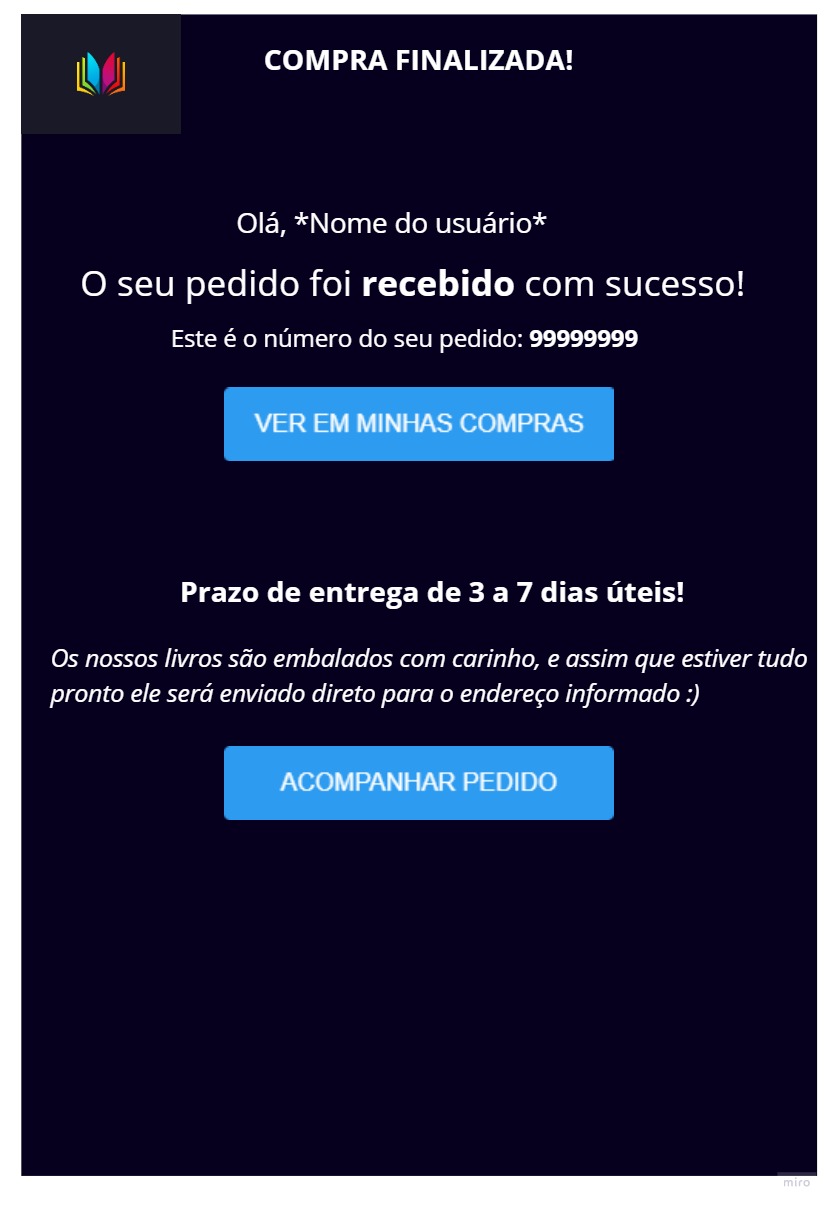 COMPRA FINALIZADA!
Olá, *Nome do usuário*
O seu pedido foi recebido com sucesso!
Este é o número do seu pedido: 99999999
VER EM MINHAS COMPRAS
Prazo de entrega de 3 a 7 dias úteis!
Os nossos livros são embalados com carinho, e assim que estiver tudo
pronto ele será enviado direto para o endereço informado :)
ACOMPANHAR PEDIDO
miro